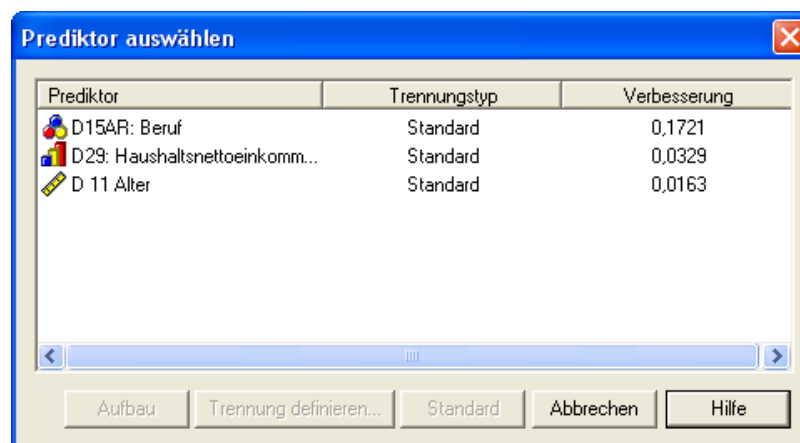 Prediktor auswählen
Prediktor Trennungstyp Verbesserung
D15AR: Beruf Standard 0,1721
D29: Haushaltsnettoeinkomm... Standard 0,0329
D 11 Alter Standard 0,0163
Aufbau Trennung definieren... Standard Abbrechen Hilfe